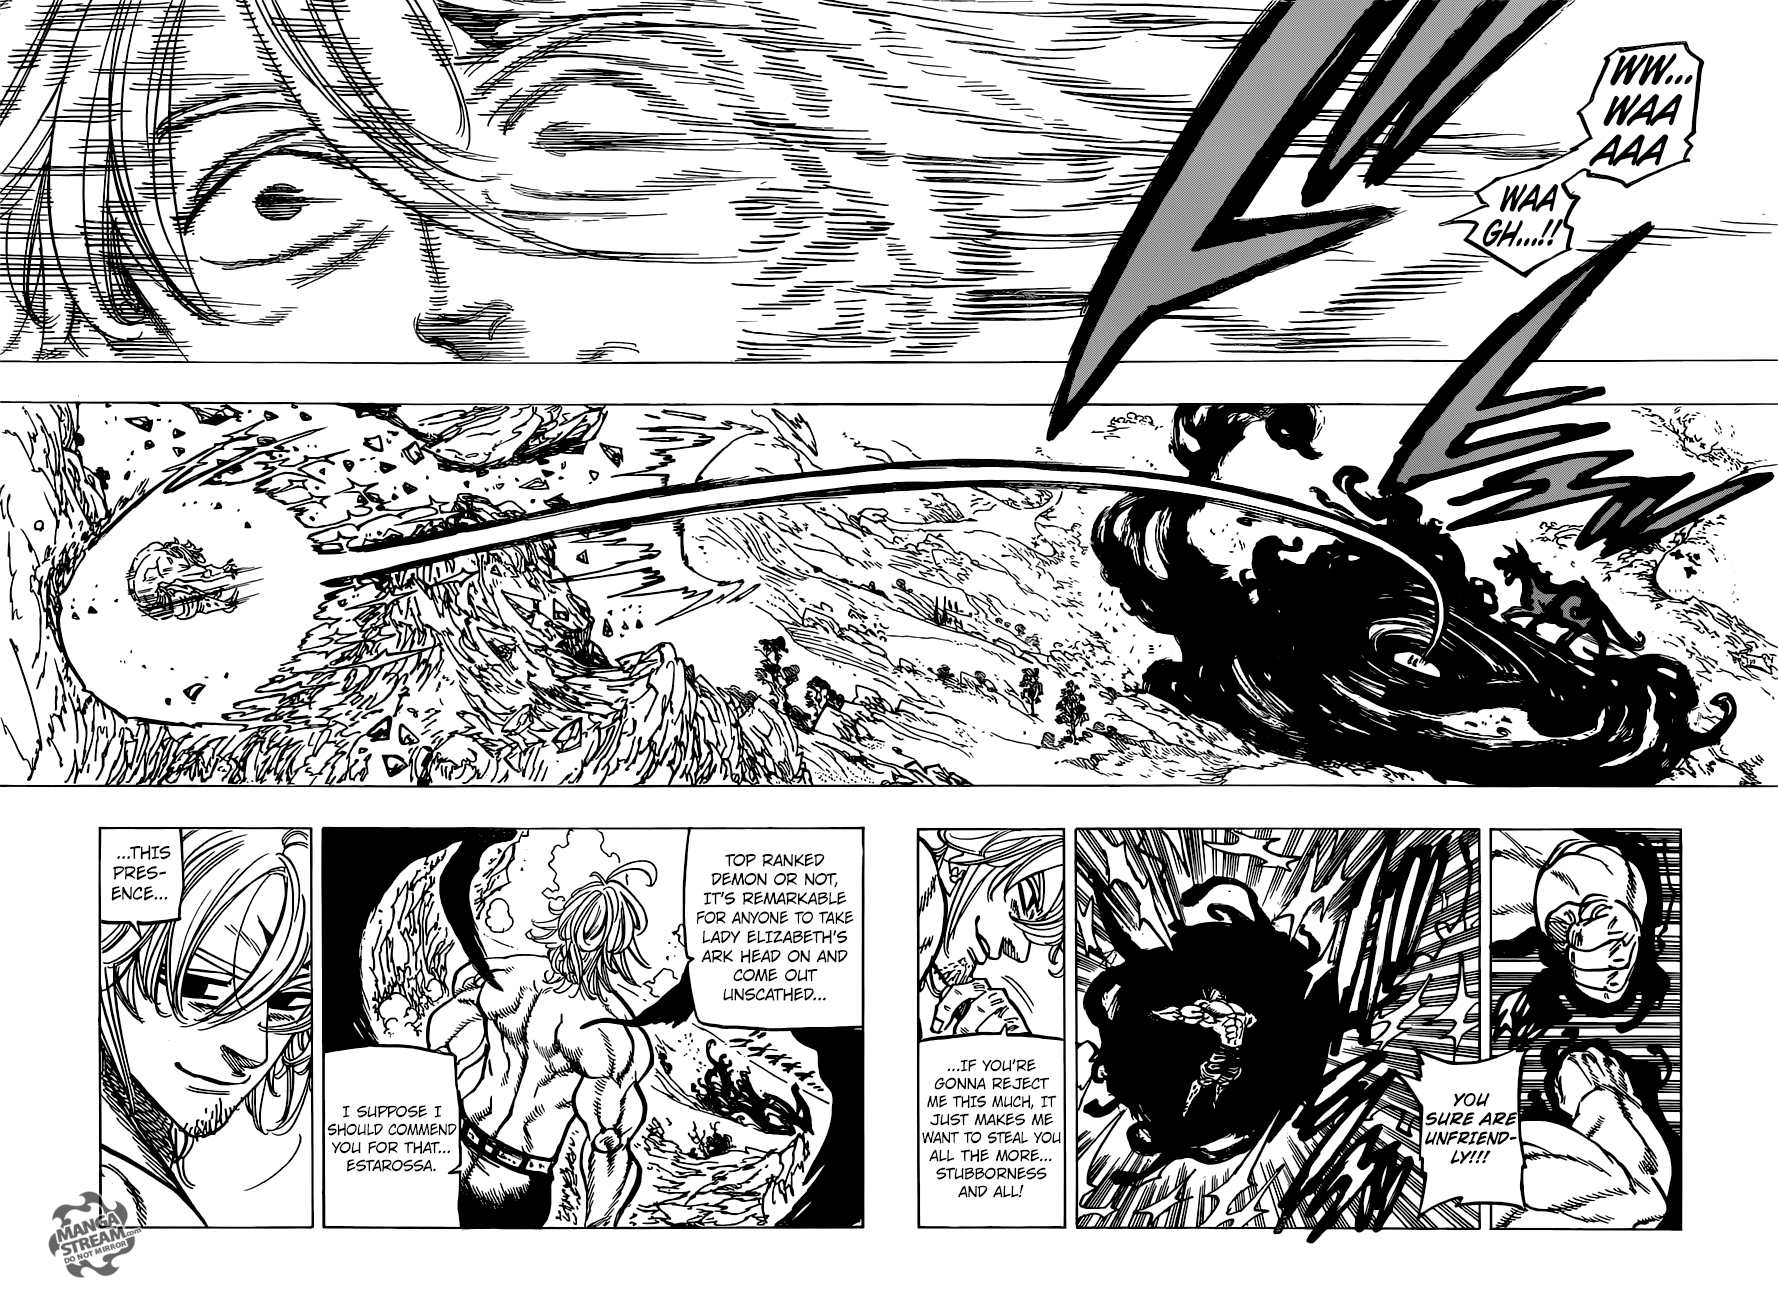 WW...
WAA
AAA
WAA
GH...!!
YOU
SURE ARE
UNFRIEND-
LY!!!
...IF YOU'RE
GONNA REJECT
ME THIS MUCH, IT
JUST MAKES ME
WANT TO STEAL YOU
ALL THE MORE...
STUBBORNESS
AND ALL!
TOP RANKED
DEMON OR NOT,
IT'S REMARKABLE
FOR ANYONE TO TAKE
LADY ELIZABETH'S
ARK HEAD ON AND
COME OUT
UNSCATHED...
I SUPPOSE I
SHOULD COMMEND
YOU FOR THAT...
ESTAROSSA.
...THIS
PRES-
ENCE...
MANGA
STREAM.com
DO NOT MIRROR